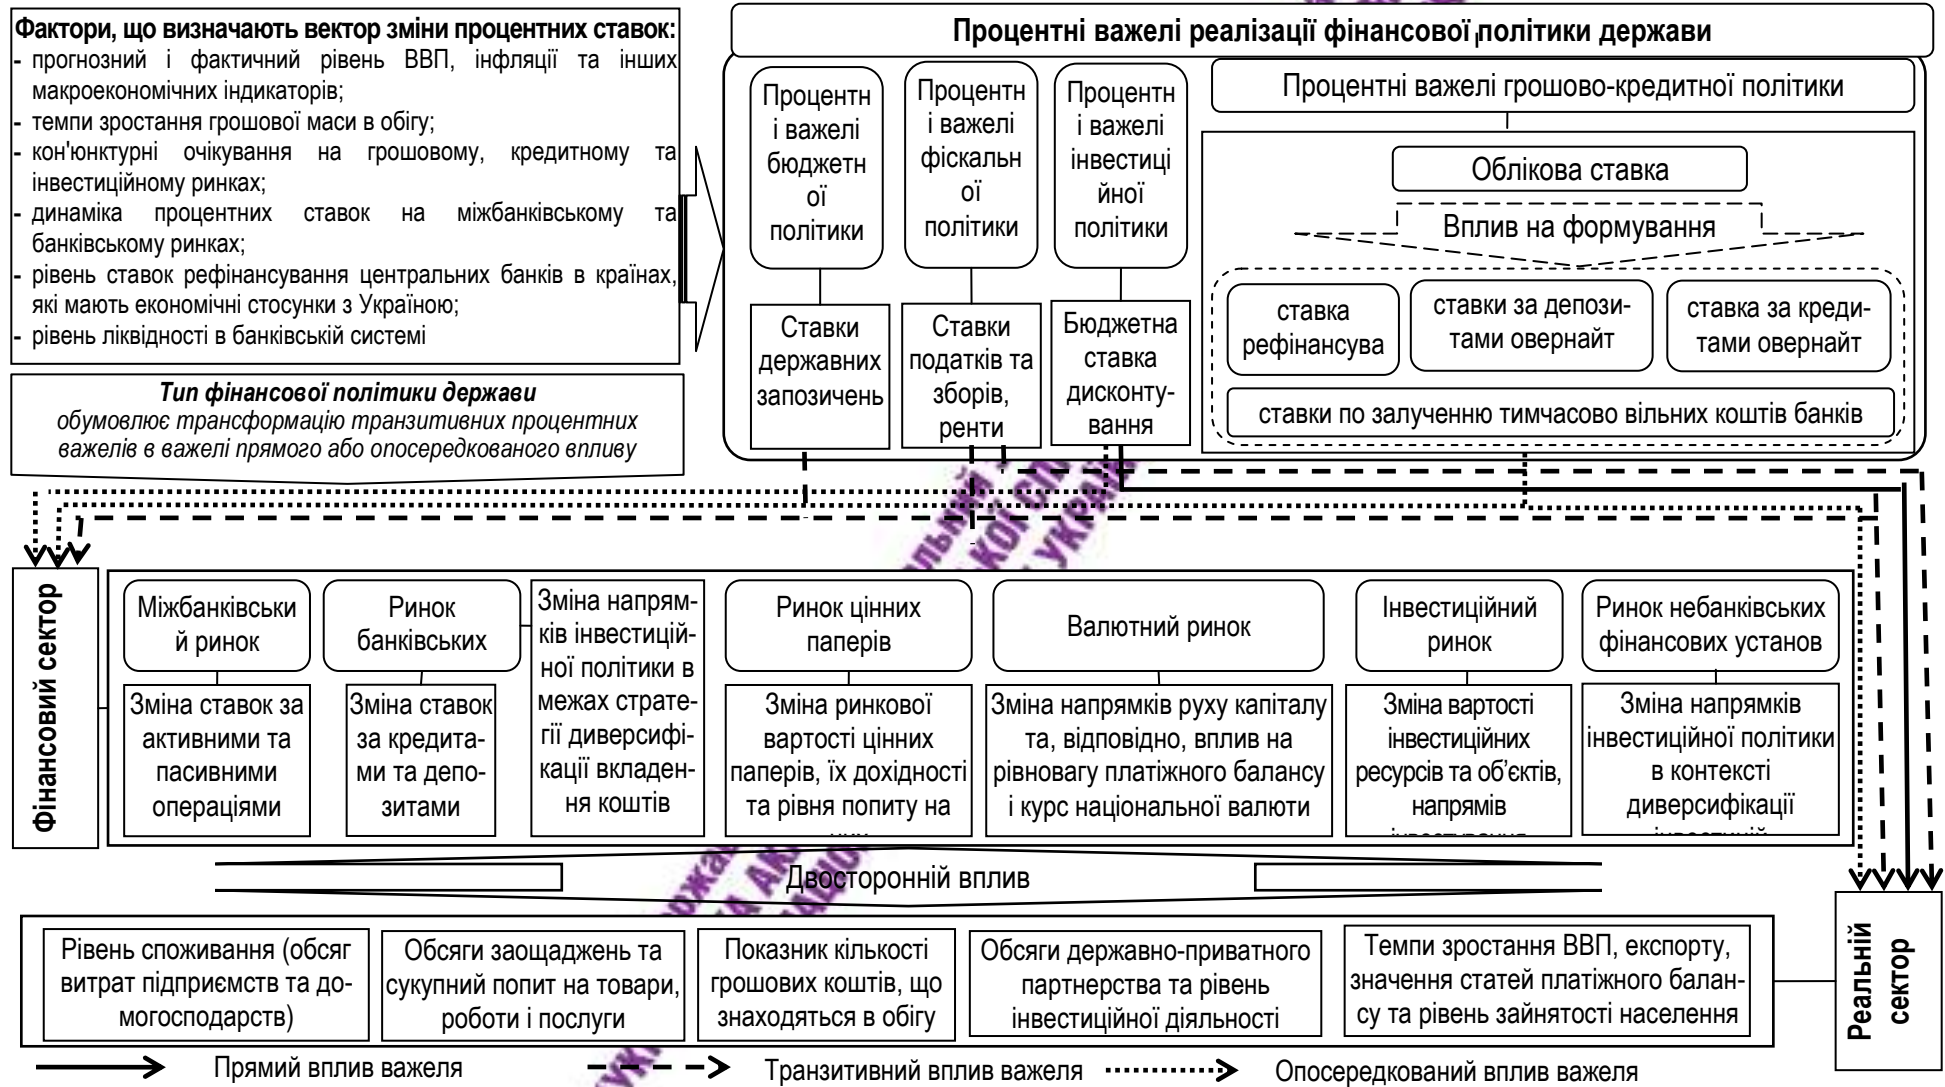 Фактори, що визначають вектор зміни процентних ставок:
- прогнозний і фактичний рівень ВВП, інфляції та інших
макроекономічних індикаторів;
- темпи зростання грошової маси в обігу;
- кон'юнктурні очікування на грошовому, кредитному та
інвестиційному ринках;
- динаміка процентних ставок на міжбанківському та
банківському ринках;
- рівень ставок рефінансування центральних банків в країнах,
які мають економічні стосунки з Україною;
- рівень ліквідності в банківській системі
Тип фінансової політики держави
обумовлює трансформацію транзитивних процентних
важелів в важелі прямого або опосередкованого впливу
Процентні важелі реалізації фінансової політики держави
Процентн
і важелі
бюджетн
ої
політики
Процентн
і важелі
фіскальн
ої
політики
Процентн
і важелі
інвестиці
йної
політики
Процентні важелі грошово-кредитної політики
Облікова ставка
Вплив на формування
ставка
рефінансува
ставки за депози-
тами овернайт
ставка за креди-
тами овернайт
ставки по залученню тимчасово вільних коштів банків
Ставки
державних
запозичень
Ставки
податків та
зборів,
ренти
Бюджетна
ставка
дисконту-
вання
Фінансовий сектор
Міжбанківськи
й ринок
Зміна ставок за
активними та
пасивними
операціями
Ринок
банківських
Зміна ставок
за кредита-
ми та депо-
зитами
Зміна напрям-
ків інвестицій-
ної політики в
межах страте-
гії диверсифі-
кації вкладен-
ня коштів
Ринок цінних
паперів
Зміна ринкової
вартості цінних
паперів, їх дохідності
та рівня попиту на
Валютний ринок
Зміна напрямків руху капіталу
та, відповідно, вплив на
рівновагу платіжного балансу
і курс національної валюти
Інвестиційний
ринок
Зміна вартості
інвестиційних
ресурсів та об’єктів,
напрямів
Ринок небанківських
фінансових установ
Зміна напрямків
інвестиційної політики
в контексті
диверсифікації
Двосторонній вплив
Рівень споживання (обсяг
витрат підприємств та до-
могосподарств)
Обсяги заощаджень та
сукупний попит на товари,
роботи і послуги
Показник кількості
грошових коштів, що
знаходяться в обігу
Обсяги державно-приватного
партнерства та рівень
інвестиційної діяльності
Темпи зростання ВВП, експорту,
значення статей платіжного балан-
су та рівень зайнятості населення
Реальній
сектор
Прямий вплив важеля
Транзитивний вплив важеля
Опосередкований вплив важеля